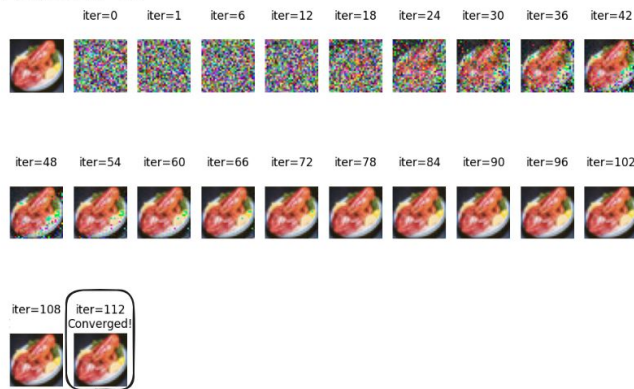 iter=0 iter=1 iter=6 iter=12 iter=18 iter=24 iter=30 iter=36 iter=42
iter=48 iter=54 iter=60 iter=66 iter=72 iter=78 iter=84 iter=90 iter=96 iter=102
iter=108 iter=112
Converged!